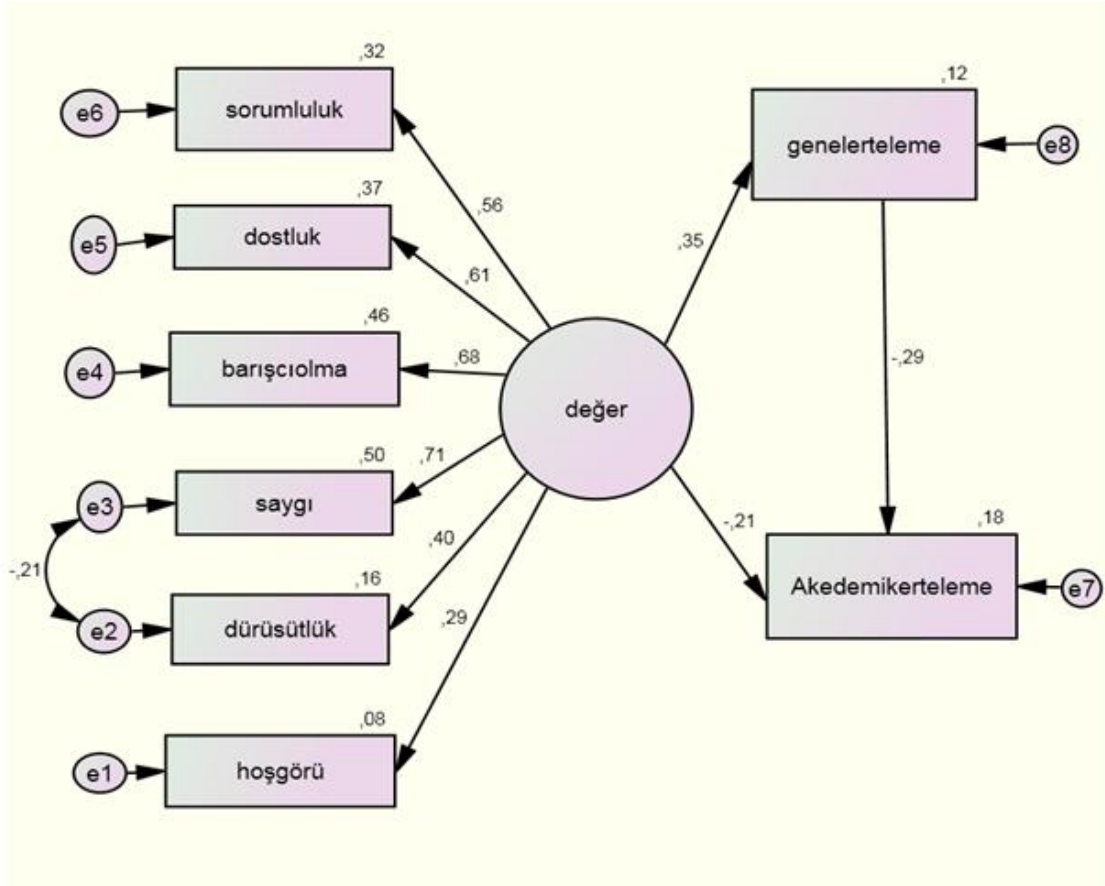 ,32
e6
sorumluluk
,37
e5
dostluk
,46
e4
barışcıolma
,50
e3
saygı
-,21
,16
e2
dürüsütlük
,08
e1
hoşgörü
,56
,61
,68
,71
,40
,29
değer
,35
-,21
,12
genelerteleme
e8
-,29
,18
Akedemikerteleme
e7